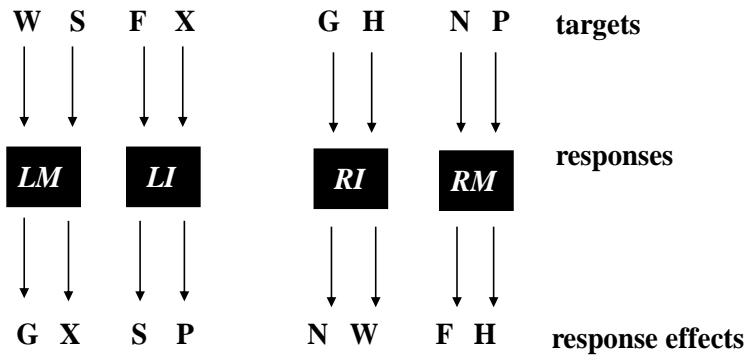 W S F X G H N P targets
LM LI RI RM responses
G X S P N W F H response effects